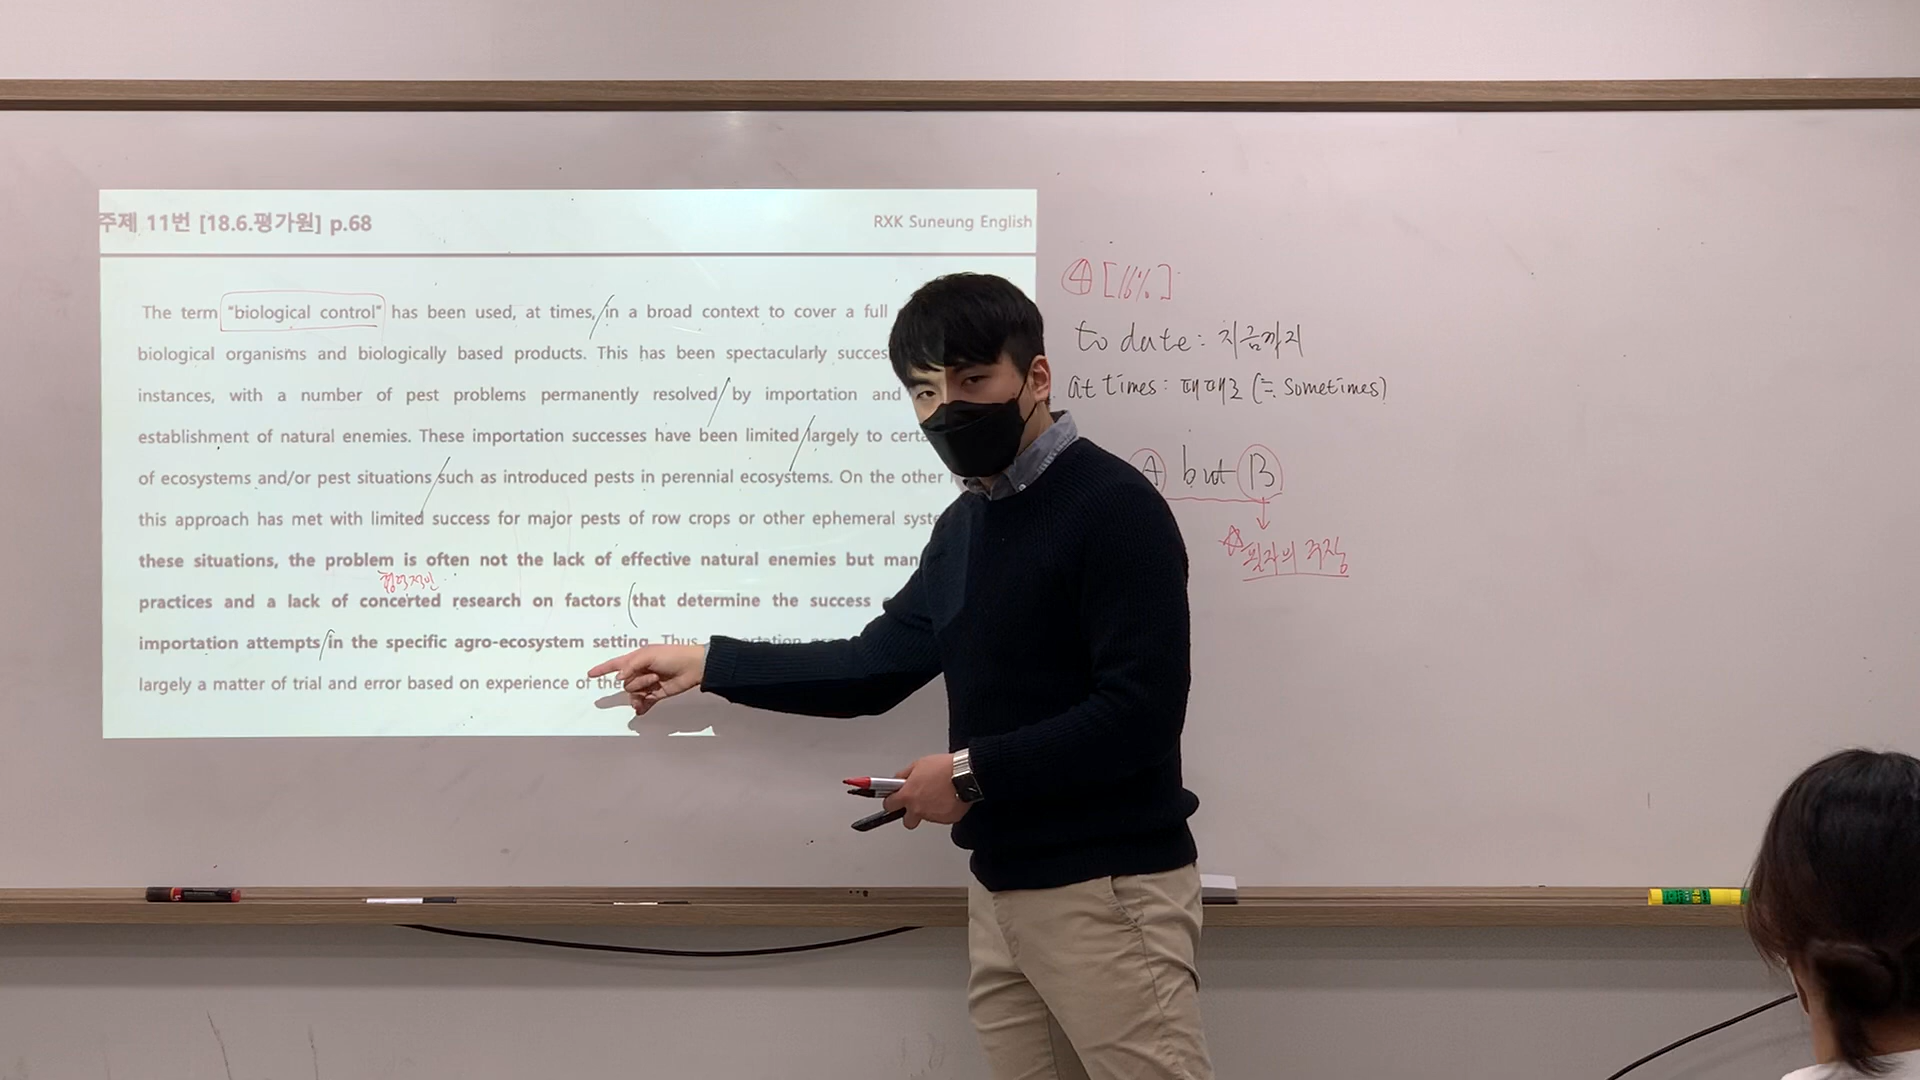 주제 11번 [18.6.평가원] p.68
RXK Suneung English
The term "biological control" has been used, at times, in a broad context to cover a full
biological organisms and biologically based products. This has been spectacularly
instances, with a number of pest problems permanently resolved by importation and
establishment of natural enemies. These importation successes have been limited largely to
of ecosystems and/or pest situations such as introduced pests in perennial ecosystems. On the other
this approach has met with limited success for major pests of row crops or other ephemeral
these situations, the problem is often not the lack of effective natural enemies but
협력적인
practices and a lack of concerted research on factors that determine the success
importation attempts in the specific agro-ecosystem setting. Thus
largely a matter of trial and error based on experience of the
④ [16%]
to date: 지금까지
at times: 때때로 (≒ sometimes)
A but B
☆ 필자의 주장